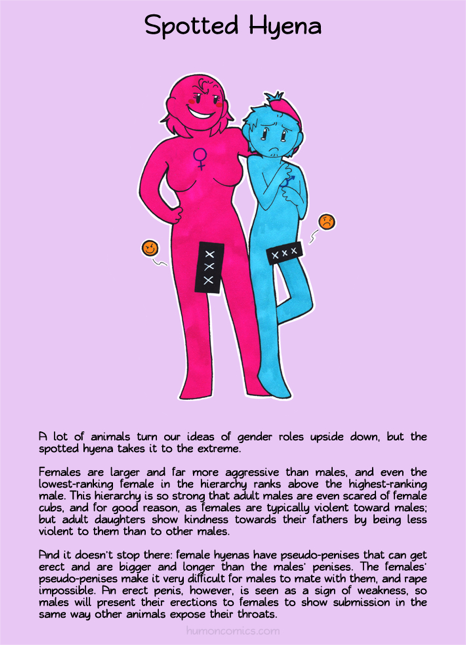 Spotted Hyena
♀
♂
X X X
X X X
A lot of animals turn our ideas of gender roles upside down, but the
spotted hyena takes it to the extreme.
Females are larger and far more aggressive than males, and even the
lowest-ranking female in the hierarchy ranks above the highest-ranking
male. This hierarchy is so strong that adult males are even scared of female
cubs, and for good reason, as females are typically violent toward males;
but adult daughters show kindness towards their fathers by being less
violent to them than to other males.
And it doesn't stop there: female hyenas have pseudo-penises that can get
erect and are bigger and longer than the males' penises. The females'
pseudo-penises make it very difficult for males to mate with them, and rape
impossible. An erect penis, however, is seen as a sign of weakness, so
males will present their erections to females to show submission in the
same way other animals expose their throats.
humoncomics.com